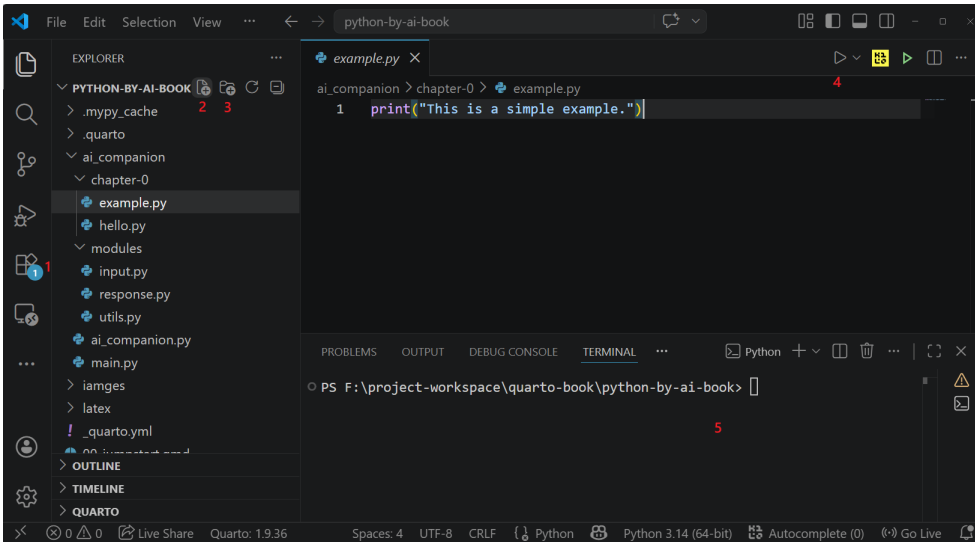 File Edit Selection View ··· python-by-ai-book
EXPLORER ···
PYTHON-BY-AI-BOOK
2 3
.mypy_cache
.quarto
ai_companion
chapter-0
example.py
hello.py
modules
input.py
response.py
utils.py
ai_companion.py
main.py
iamges
latex
! _quarto.yml
OUTLINE
TIMELINE
QUARTO
1
1
example.py
4
ai_companion > chapter-0 > example.py
1 print("This is a simple example.")
PROBLEMS OUTPUT DEBUG CONSOLE TERMINAL ··· Python
PS F:\project-workspace\quarto-book\python-by-ai-book>
5
0 0 Live Share Quarto: 1.9.36 Spaces: 4 UTF-8 CRLF Python Python 3.14 (64-bit) Autocomplete (0) Go Live